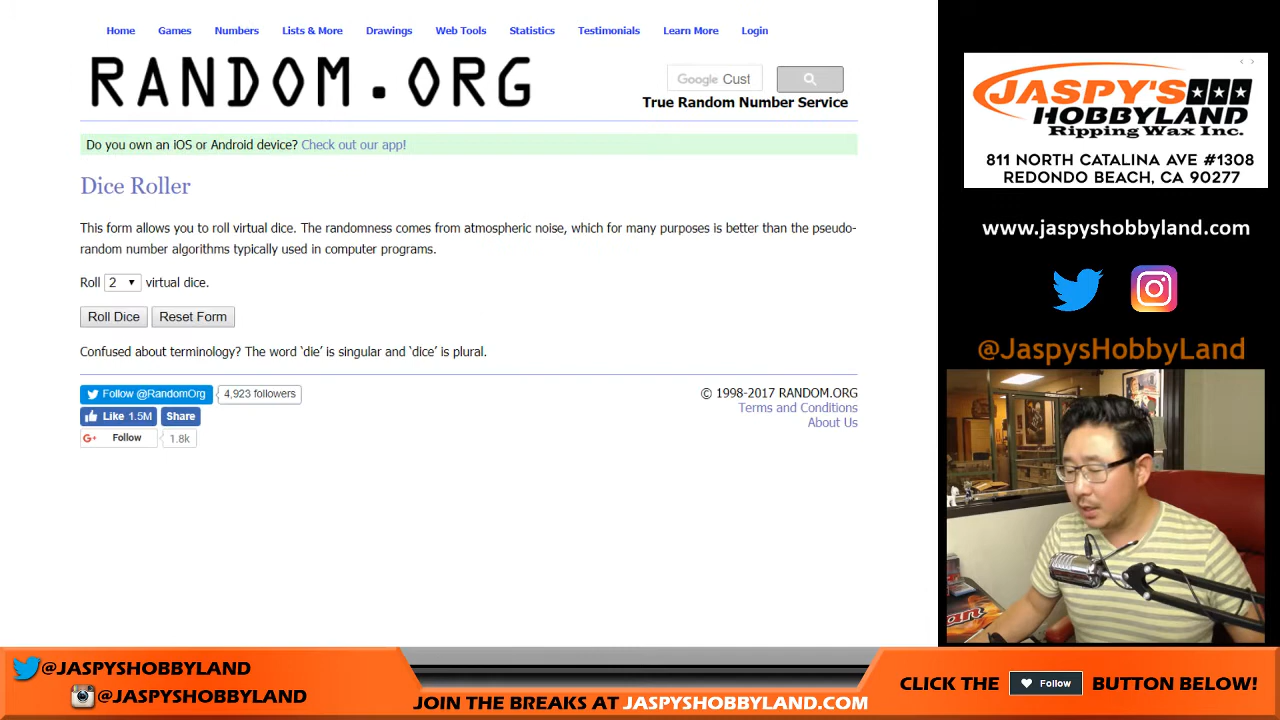 Home Games Numbers Lists & More Drawings Web Tools Statistics Testimonials Learn More Login
RANDOM.ORG
Google Cust
True Random Number Service
Do you own an iOS or Android device? Check out our app!
Dice Roller
This form allows you to roll virtual dice. The randomness comes from atmospheric noise, which for many purposes is better than the pseudo-
random number algorithms typically used in computer programs.
Roll 2 virtual dice.
Roll Dice Reset Form
Confused about terminology? The word ‘die’ is singular and ‘dice’ is plural.
Follow @RandomOrg 4,923 followers
Like 1.5M Share
Follow 1.8k
© 1998-2017 RANDOM.ORG
Terms and Conditions
About Us
JASPY'S
HOBBYLAND
Ripping Wax Inc.
811 NORTH CATALINA AVE #1308
REDONDO BEACH, CA 90277
www.jaspyshobbyland.com
@JaspysHobbyLand
@JASPYSHOBBYLAND
@JASPYSHOBBYLAND
JOIN THE BREAKS AT JASPYSHOBBYLAND.COM
CLICK THE Follow BUTTON BELOW!